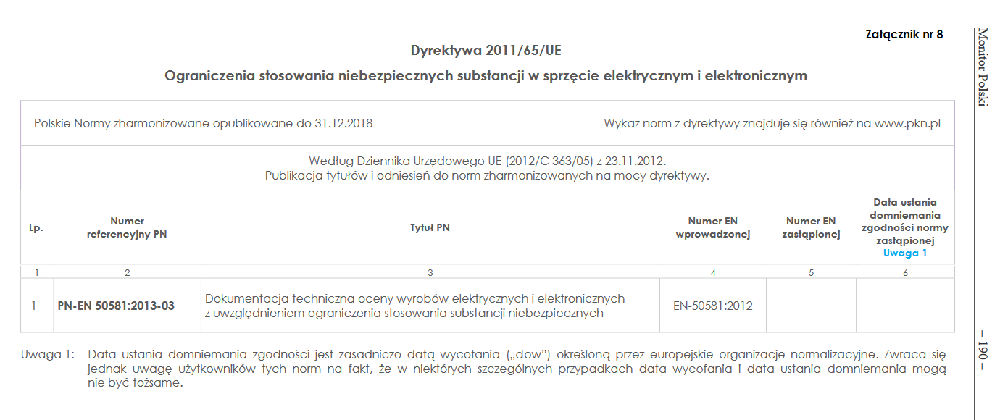 Załącznik nr 8
Dyrektywa 2011/65/UE
Ograniczenia stosowania niebezpiecznych substancji w sprzęcie elektrycznym i elektronicznym
Polskie Normy zharmonizowane opublikowane do 31.12.2018
Wykaz norm z dyrektywy znajduje się również na www.pkn.pl
Według Dziennika Urzędowego UE (2012/C 363/05) z 23.11.2012.
Publikacja tytułów i odniesień do norm zharmonizowanych na mocy dyrektywy.
Lp.
Numer
referencyjny PN
Tytuł PN
Numer EN
wprowadzonej
Numer EN
zastąpionej
Data ustania
domniemania
zgodności normy
zastąpionej
Uwaga 1
1
2
3
4
5
6
1
PN-EN 50581:2013-03
Dokumentacja techniczna oceny wyrobów elektrycznych i elektronicznych
z uwzględnieniem ograniczenia stosowania substancji niebezpiecznych
EN-50581:2012
Uwaga 1: Data ustania domniemania zgodności jest zasadniczo datą wycofania („dow”) określoną przez europejskie organizacje normalizacyjne. Zwraca się
jednak uwagę użytkowników tych norm na fakt, że w niektórych szczególnych przypadkach data wycofania i data ustania domniemania mogą
nie być tożsame.
Monitor Polski
– 190 –